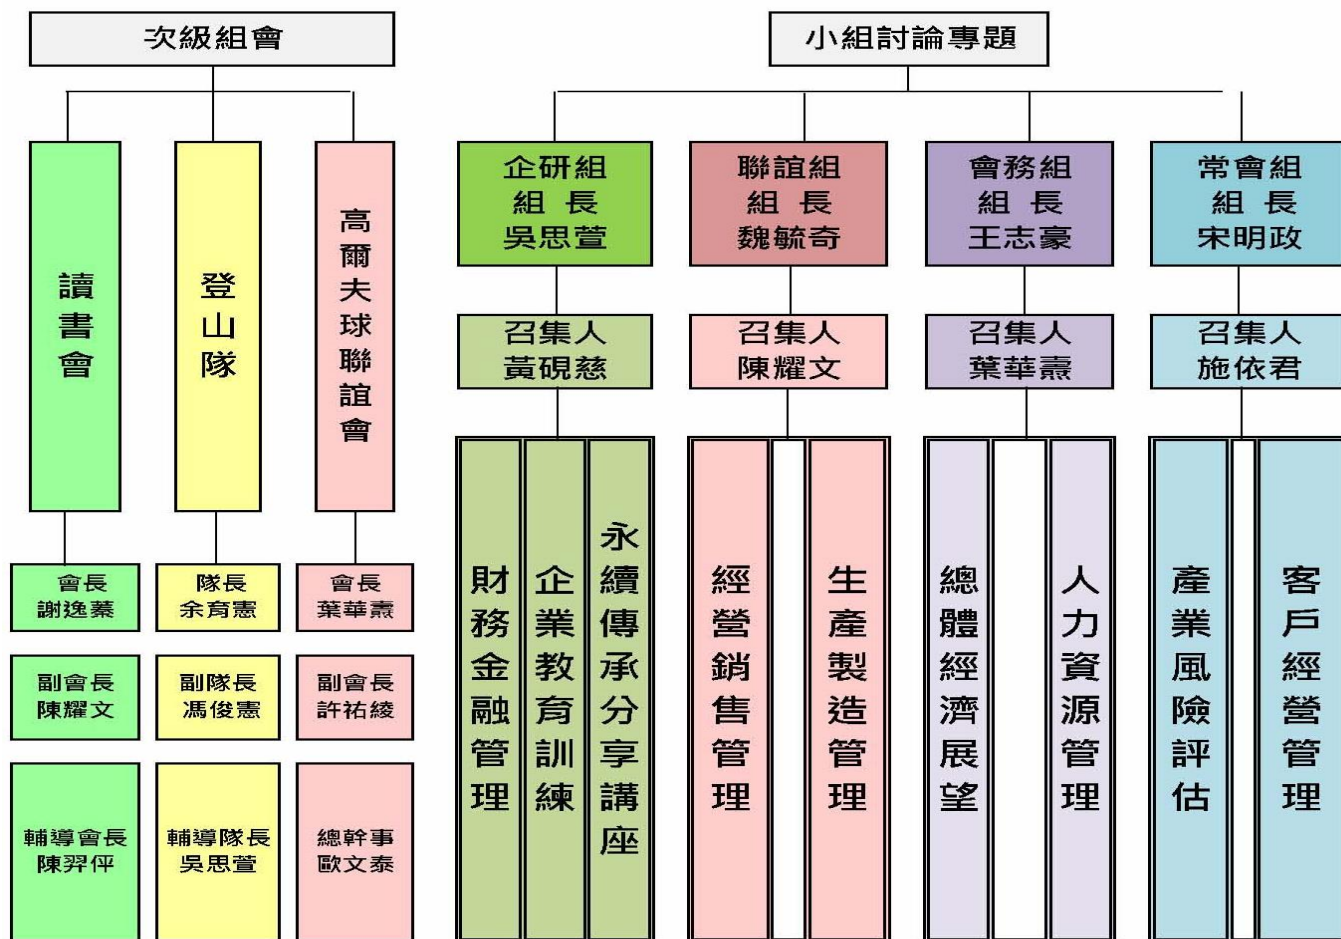 次級組會
讀書會
登山隊
高爾夫球聯誼會
會長
謝逸蓁
隊長
余育憲
會長
葉華燾
副會長
陳耀文
副隊長
馮俊憲
副會長
許祐綾
輔導會長
陳羿伻
輔導隊長
吳思萱
總幹事
歐文泰
小組討論專題
企研組
組 長
吳思萱
聯誼組
組 長
魏毓奇
會務組
組 長
王志豪
常會組
組 長
宋明政
召集人
黃硯慈
召集人
陳耀文
召集人
葉華燾
召集人
施依君
財務金融管理
企業教育訓練
永續傳承分享講座
經營銷售管理
生產製造管理
總體經濟展望
人力資源管理
產業風險評估
客戶經營管理